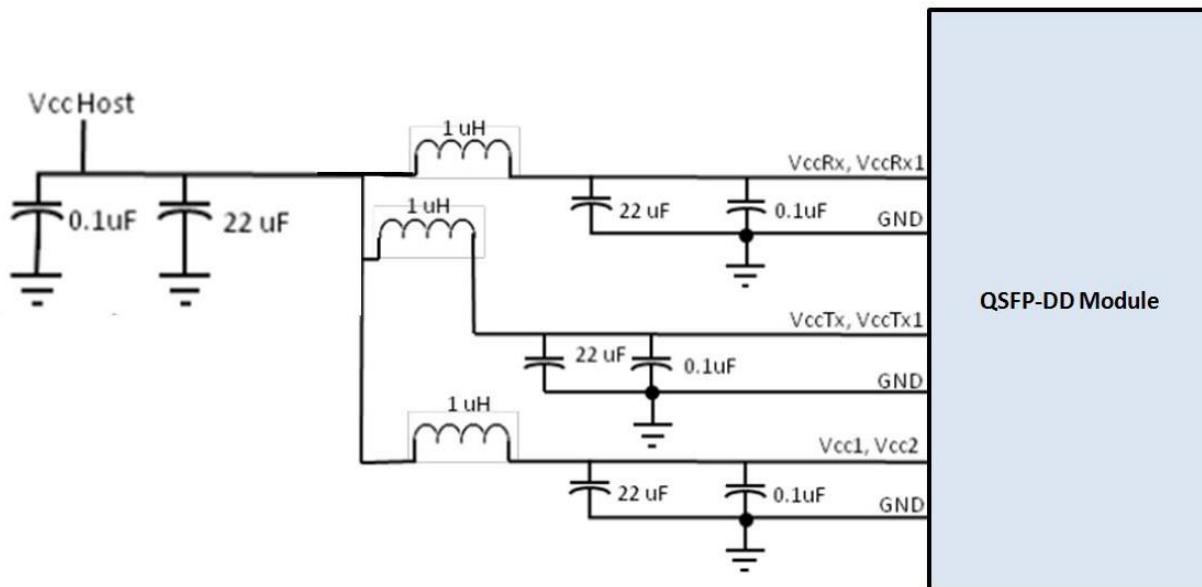 VccHost
0.1uF
22 uF
1 uH
VccRx, VccRx1
22 uF
0.1uF
GND
1 uH
VccTx, VccTx1
22 uF
0.1uF
GND
1 uH
Vcc1, Vcc2
22 uF
0.1uF
GND
QSFP-DD Module